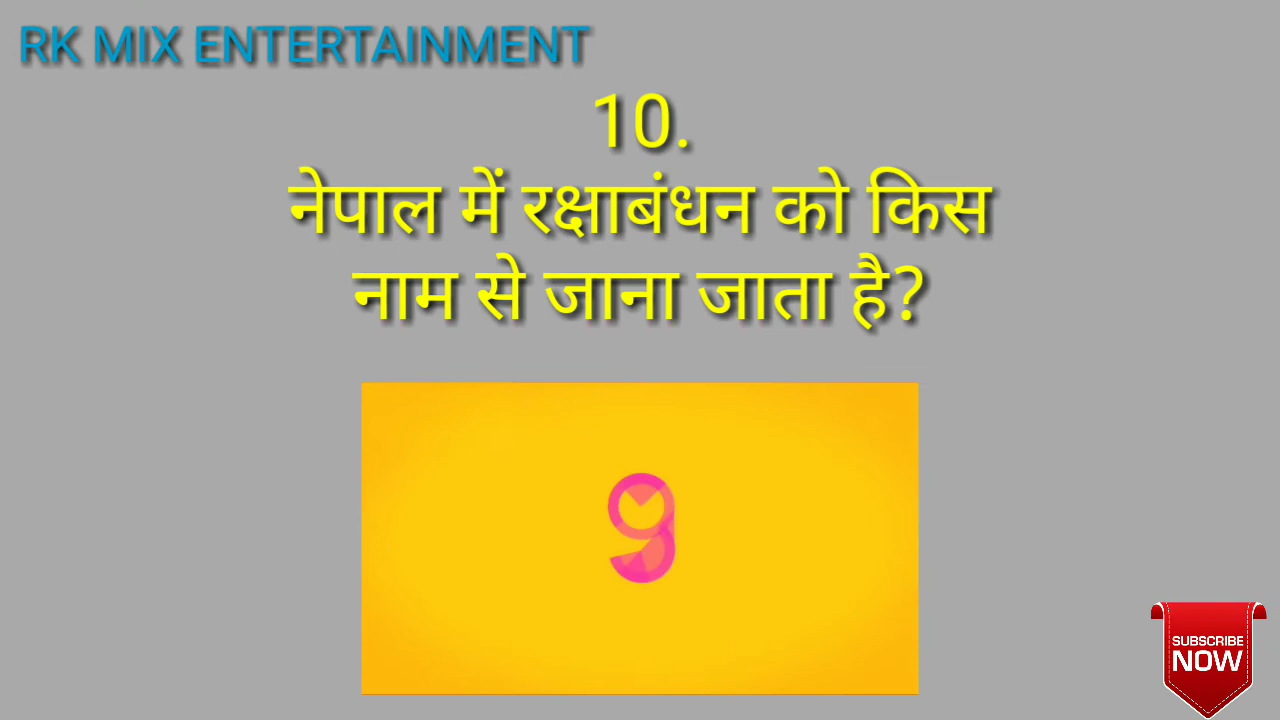 RK MIX ENTERTAINMENT
10.
नेपाल में रक्षाबंधन को किस
नाम से जाना जाता है?
9
SUBSCRIBE
NOW